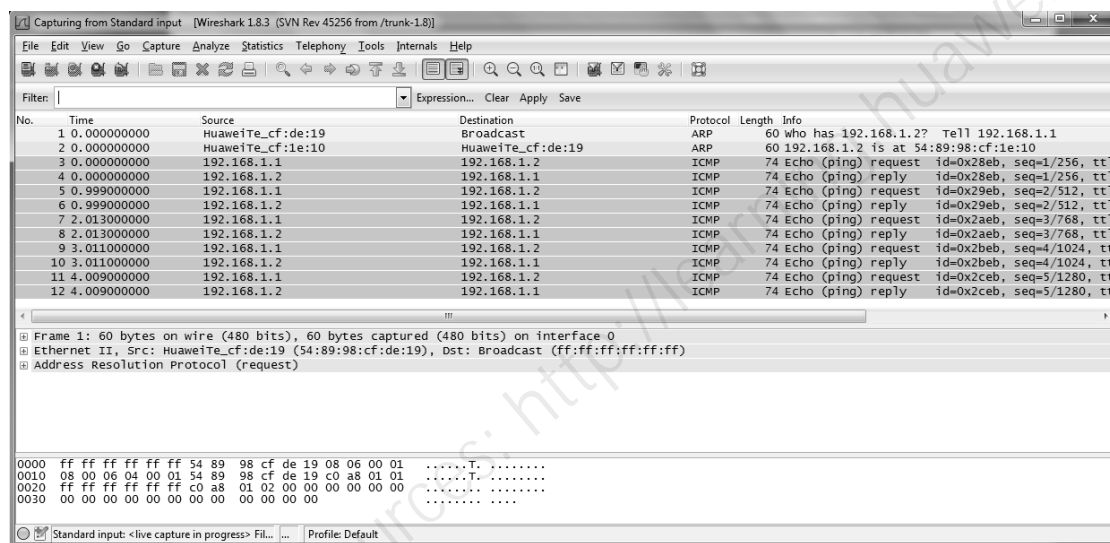 Capturing from Standard input [Wireshark 1.8.3 (SVN Rev 45256 from /trunk-1.8)]
File Edit View Go Capture Analyze Statistics Telephony Tools Internals Help
Filter: Expression... Clear Apply Save
No. Time Source Destination Protocol Length Info
1 0.000000000 HuaweiTe_cf:de:19 Broadcast ARP 60 Who has 192.168.1.2? Tell 192.168.1.1
2 0.000000000 HuaweiTe_cf:1e:10 HuaweiTe_cf:de:19 ARP 60 192.168.1.2 is at 54:89:98:cf:1e:10
3 0.000000000 192.168.1.1 192.168.1.2 ICMP 74 Echo (ping) request id=0x28eb, seq=1/256, ttl
4 0.000000000 192.168.1.2 192.168.1.1 ICMP 74 Echo (ping) reply id=0x28eb, seq=1/256, ttl
5 0.999000000 192.168.1.1 192.168.1.2 ICMP 74 Echo (ping) request id=0x29eb, seq=2/512, ttl
6 0.999000000 192.168.1.2 192.168.1.1 ICMP 74 Echo (ping) reply id=0x29eb, seq=2/512, ttl
7 2.013000000 192.168.1.1 192.168.1.2 ICMP 74 Echo (ping) request id=0x2aeb, seq=3/768, ttl
8 2.013000000 192.168.1.2 192.168.1.1 ICMP 74 Echo (ping) reply id=0x2aeb, seq=3/768, ttl
9 3.011000000 192.168.1.1 192.168.1.2 ICMP 74 Echo (ping) request id=0x2beb, seq=4/1024, tt
10 3.011000000 192.168.1.2 192.168.1.1 ICMP 74 Echo (ping) reply id=0x2beb, seq=4/1024, tt
11 4.009000000 192.168.1.1 192.168.1.2 ICMP 74 Echo (ping) request id=0x2ceb, seq=5/1280, tt
12 4.009000000 192.168.1.2 192.168.1.1 ICMP 74 Echo (ping) reply id=0x2ceb, seq=5/1280, tt
Frame 1: 60 bytes on wire (480 bits), 60 bytes captured (480 bits) on interface 0
Ethernet II, Src: HuaweiTe_cf:de:19 (54:89:98:cf:de:19), Dst: Broadcast (ff:ff:ff:ff:ff:ff)
Address Resolution Protocol (request)
0000 ff ff ff ff ff ff 54 89 98 cf de 19 08 06 00 01 ......T. ........
0010 08 00 06 04 00 01 54 89 98 cf de 19 c0 a8 01 01 ......T. ........
0020 ff ff ff ff ff ff c0 a8 01 02 00 00 00 00 00 00 ........ ........
0030 00 00 00 00 00 00 00 00 00 00 00 00 ........ ....
Standard input: <live capture in progress> Fil... ... Profile: Default
urces: http://learning.huawe